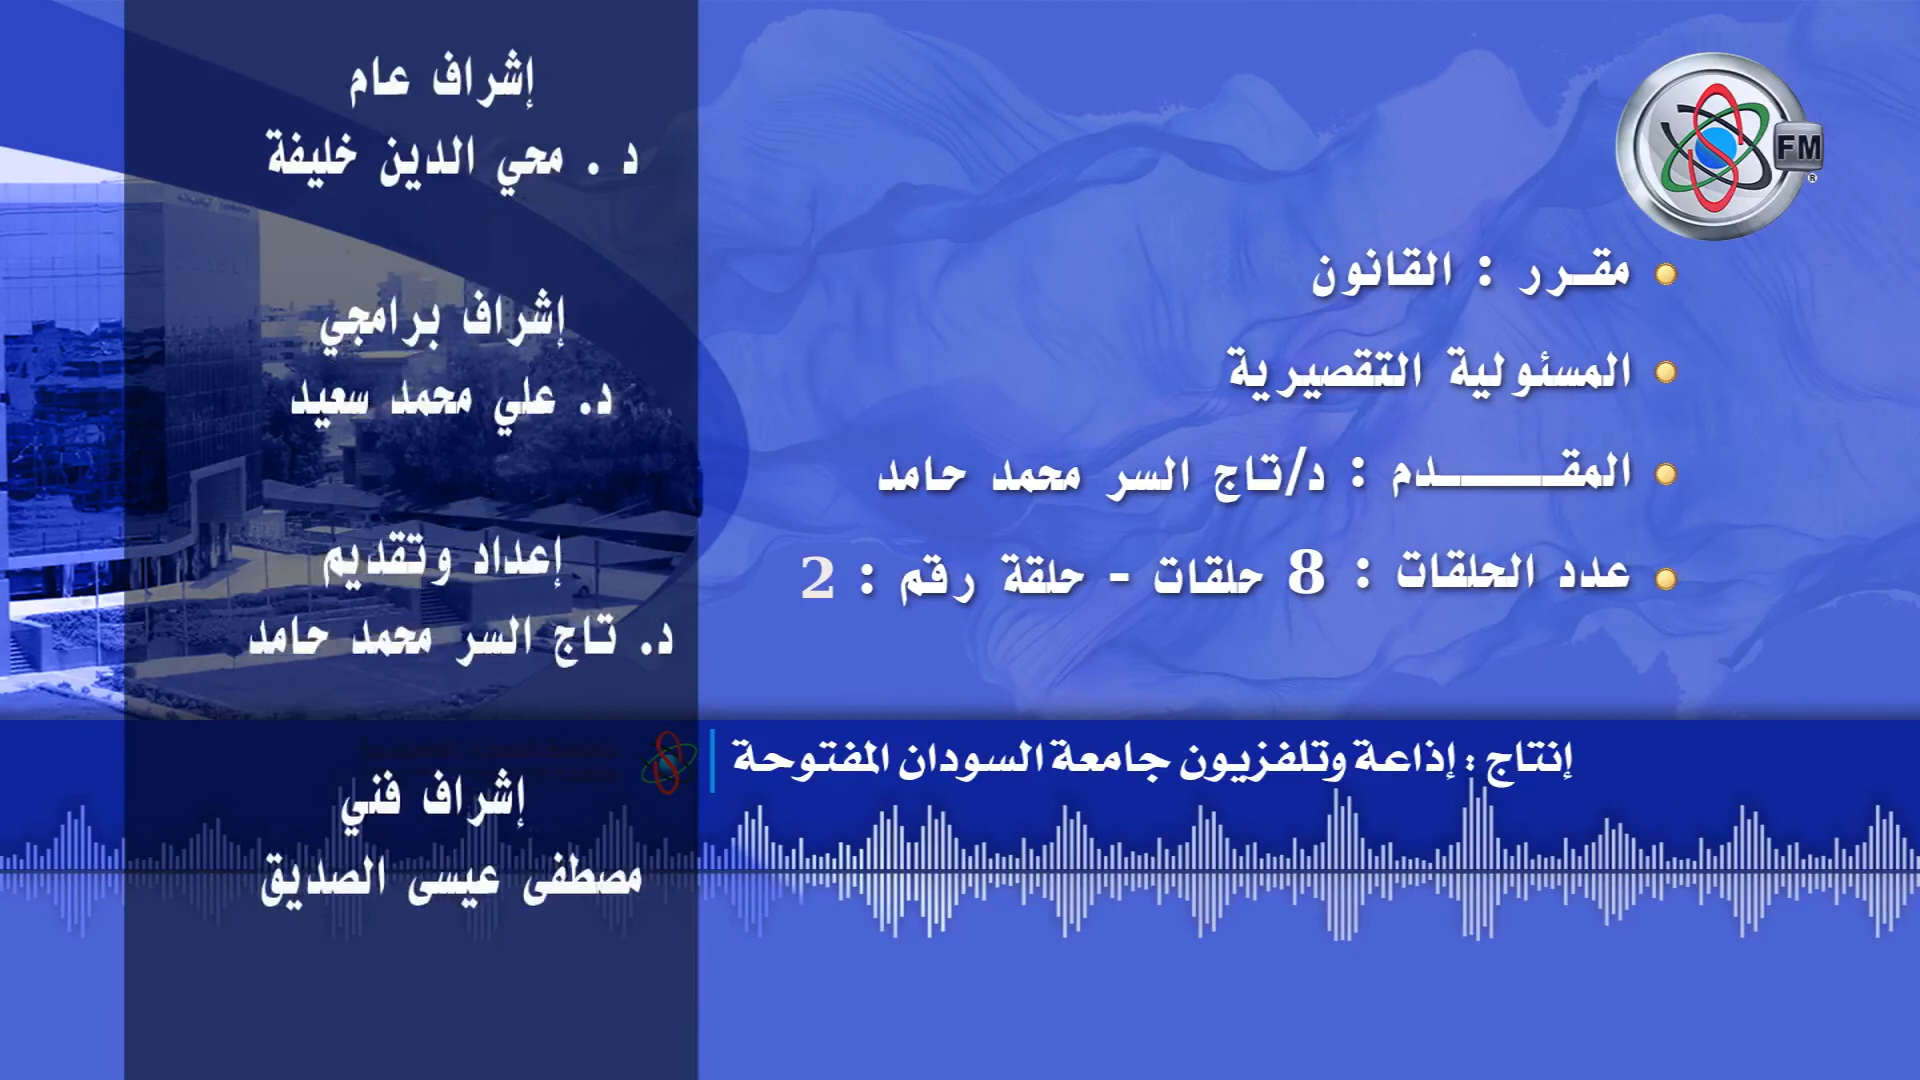 FM
مقـرر : القانون
المسئولية التقصيرية
المقـــــدم : د/تاج السر محمد حامد
عدد الحلقات : 8 حلقات - حلقة رقم : 2
إنتاج : إذاعة وتلفزيون جامعة السودان المفتوحة
إشراف عام
د . محي الدين خليفة
إشراف برامجي
د. علي محمد سعيد
إعداد وتقديم
د. تاج السر محمد حامد
إشراف فني
مصطفى عيسى الصديق